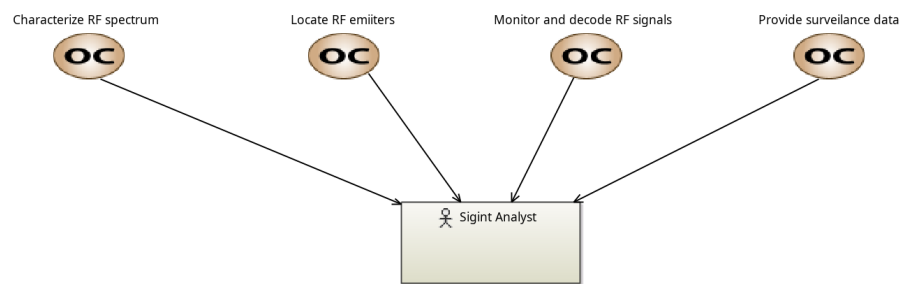 Characterize RF spectrum
Locate RF emiiters
Monitor and decode RF signals
Provide surveilance data
OC
OC
OC
OC
Sigint Analyst